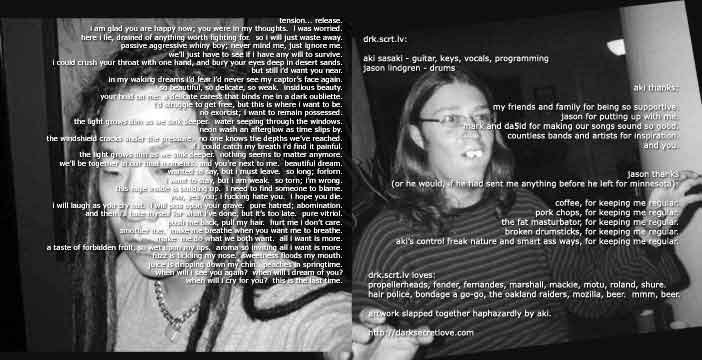 tension... release.
i am glad you are happy now; you were in my thoughts. i was worried.
here i lie, drained of anything worth fighting for. so i will just waste away.
passive aggressive whiny boy; never mind me, just ignore me.
we'll just have to see if i have any will to survive.
i could crush your throat with one hand, and bury your eyes deep in desert sands.
but still i'd want you near.
in my waking dreams i'd fear i'd never see my captor's face again.
so beautiful, so delicate, so weak. insidious beauty.
your hold on me: a delicate caress that binds me in a dark oubliette.
i'd struggle to get free, but this is where i want to be.
no exorcist; i want to remain possessed.
the light grows dim as we sink deeper. water seeping through the windows.
neon wash an afterglow as time slips by.
the windshield cracks under the pressure. no one knows the depths we've reached.
if i could catch my breath i'd find it painful.
the light grows dim as we sink deeper. nothing seems to matter anymore.
we'll be together in our final moments, and you're next to me. beautiful dream.
wanted to stay, but i must leave. so long; forlorn.
i want to stay, but i am weak. so torn; i'm wrong.
this rage inside is building up. i need to find someone to blame.
you, yes you; i fucking hate you. i hope you die.
i will laugh as you cry out. i will piss upon your grave. pure hatred; abomination.
and then i'd hate myself for what i've done; but it's too late. pure vitriol.
push me back, pull my hair. hurt me i don't care.
another lie. make me breathe when you want me to breathe.
make me do what we both want. all i want is more.
a taste of forbidden fruit, so wet upon my lips. aroma so inviting all i want is more.
fuzz is tickling my nose. sweetness floods my mouth.
juice is dripping down my chin. peaches in springtime.
when will i see you again? when will i dream of you?
when will i cry for you? this is the last time.
drk.scrt.lv:
aki sasaki - guitar, keys, vocals, programming
jason lindgren - drums
aki thanks:
my friends and family for being so supportive.
jason for putting up with me.
mark and da5id for making our songs sound so good.
countless bands and artists for inspiration.
and you.
jason thanks
(or he would, if he had sent me anything before he left for minnesota):
coffee, for keeping me regular.
pork chops, for keeping me regular.
the fat masturbator, for keeping me regular.
broken drumsticks, for keeping me regular.
aki's control freak nature and smart ass ways, for keeping me regular.
drk.scrt.lv loves:
propellerheads, fender, fernandes, marshall, mackie, motu, roland, shure.
hair police, bondage a go-go, the oakland raiders, mozilla, beer. mmm, beer.
artwork slapped together haphazardly by aki.
http://darksecretlove.com